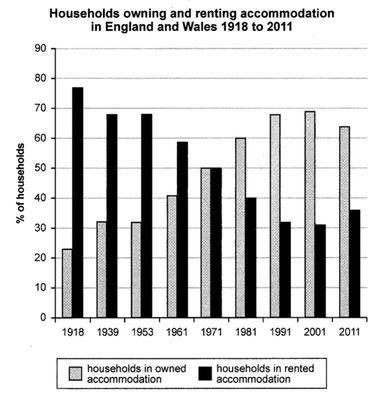 Households owning and renting accommodation
in England and Wales 1918 to 2011
% of households
90
80
70
60
50
40
30
20
10
0
1918 1939 1953 1961 1971 1981 1991 2001 2011
households in owned
accommodation
households in rented
accommodation